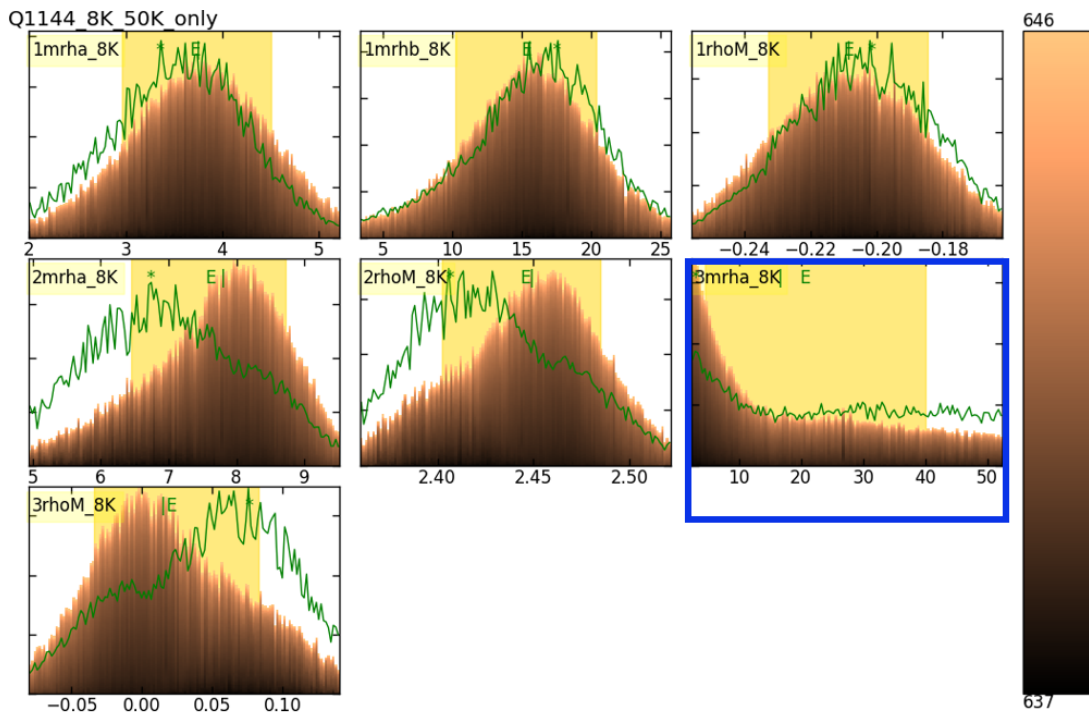 Q1144_8K_50K_only
646
1mrha_8K
* E
2 3 4 5
1mrhb_8K
E| *
5 10 15 20 25
1rhoM_8K
E| *
−0.24 −0.22 −0.20 −0.18
2mrha_8K
* E |
5 6 7 8 9
2rhoM_8K
* E|
2.40 2.45 2.50
3mrha_8K
* | E
10 20 30 40 50
3rhoM_8K
|E *
−0.05 0.00 0.05 0.10
637